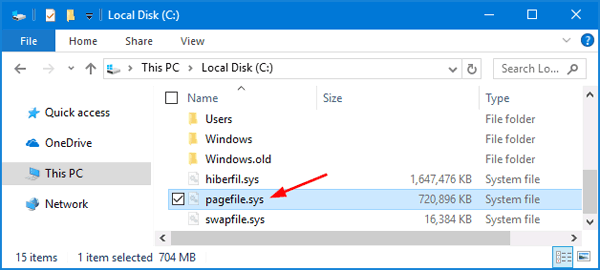 Local Disk (C:)
File Home Share View
This PC > Local Disk (C:) Search Lo...
Name Size Type
Quick access
OneDrive
This PC
Network
Users File folder
Windows File folder
Windows.old File folder
hiberfil.sys 1,647,476 KB System file
pagefile.sys 720,896 KB System file
swapfile.sys 16,384 KB System file
15 items 1 item selected 704 MB